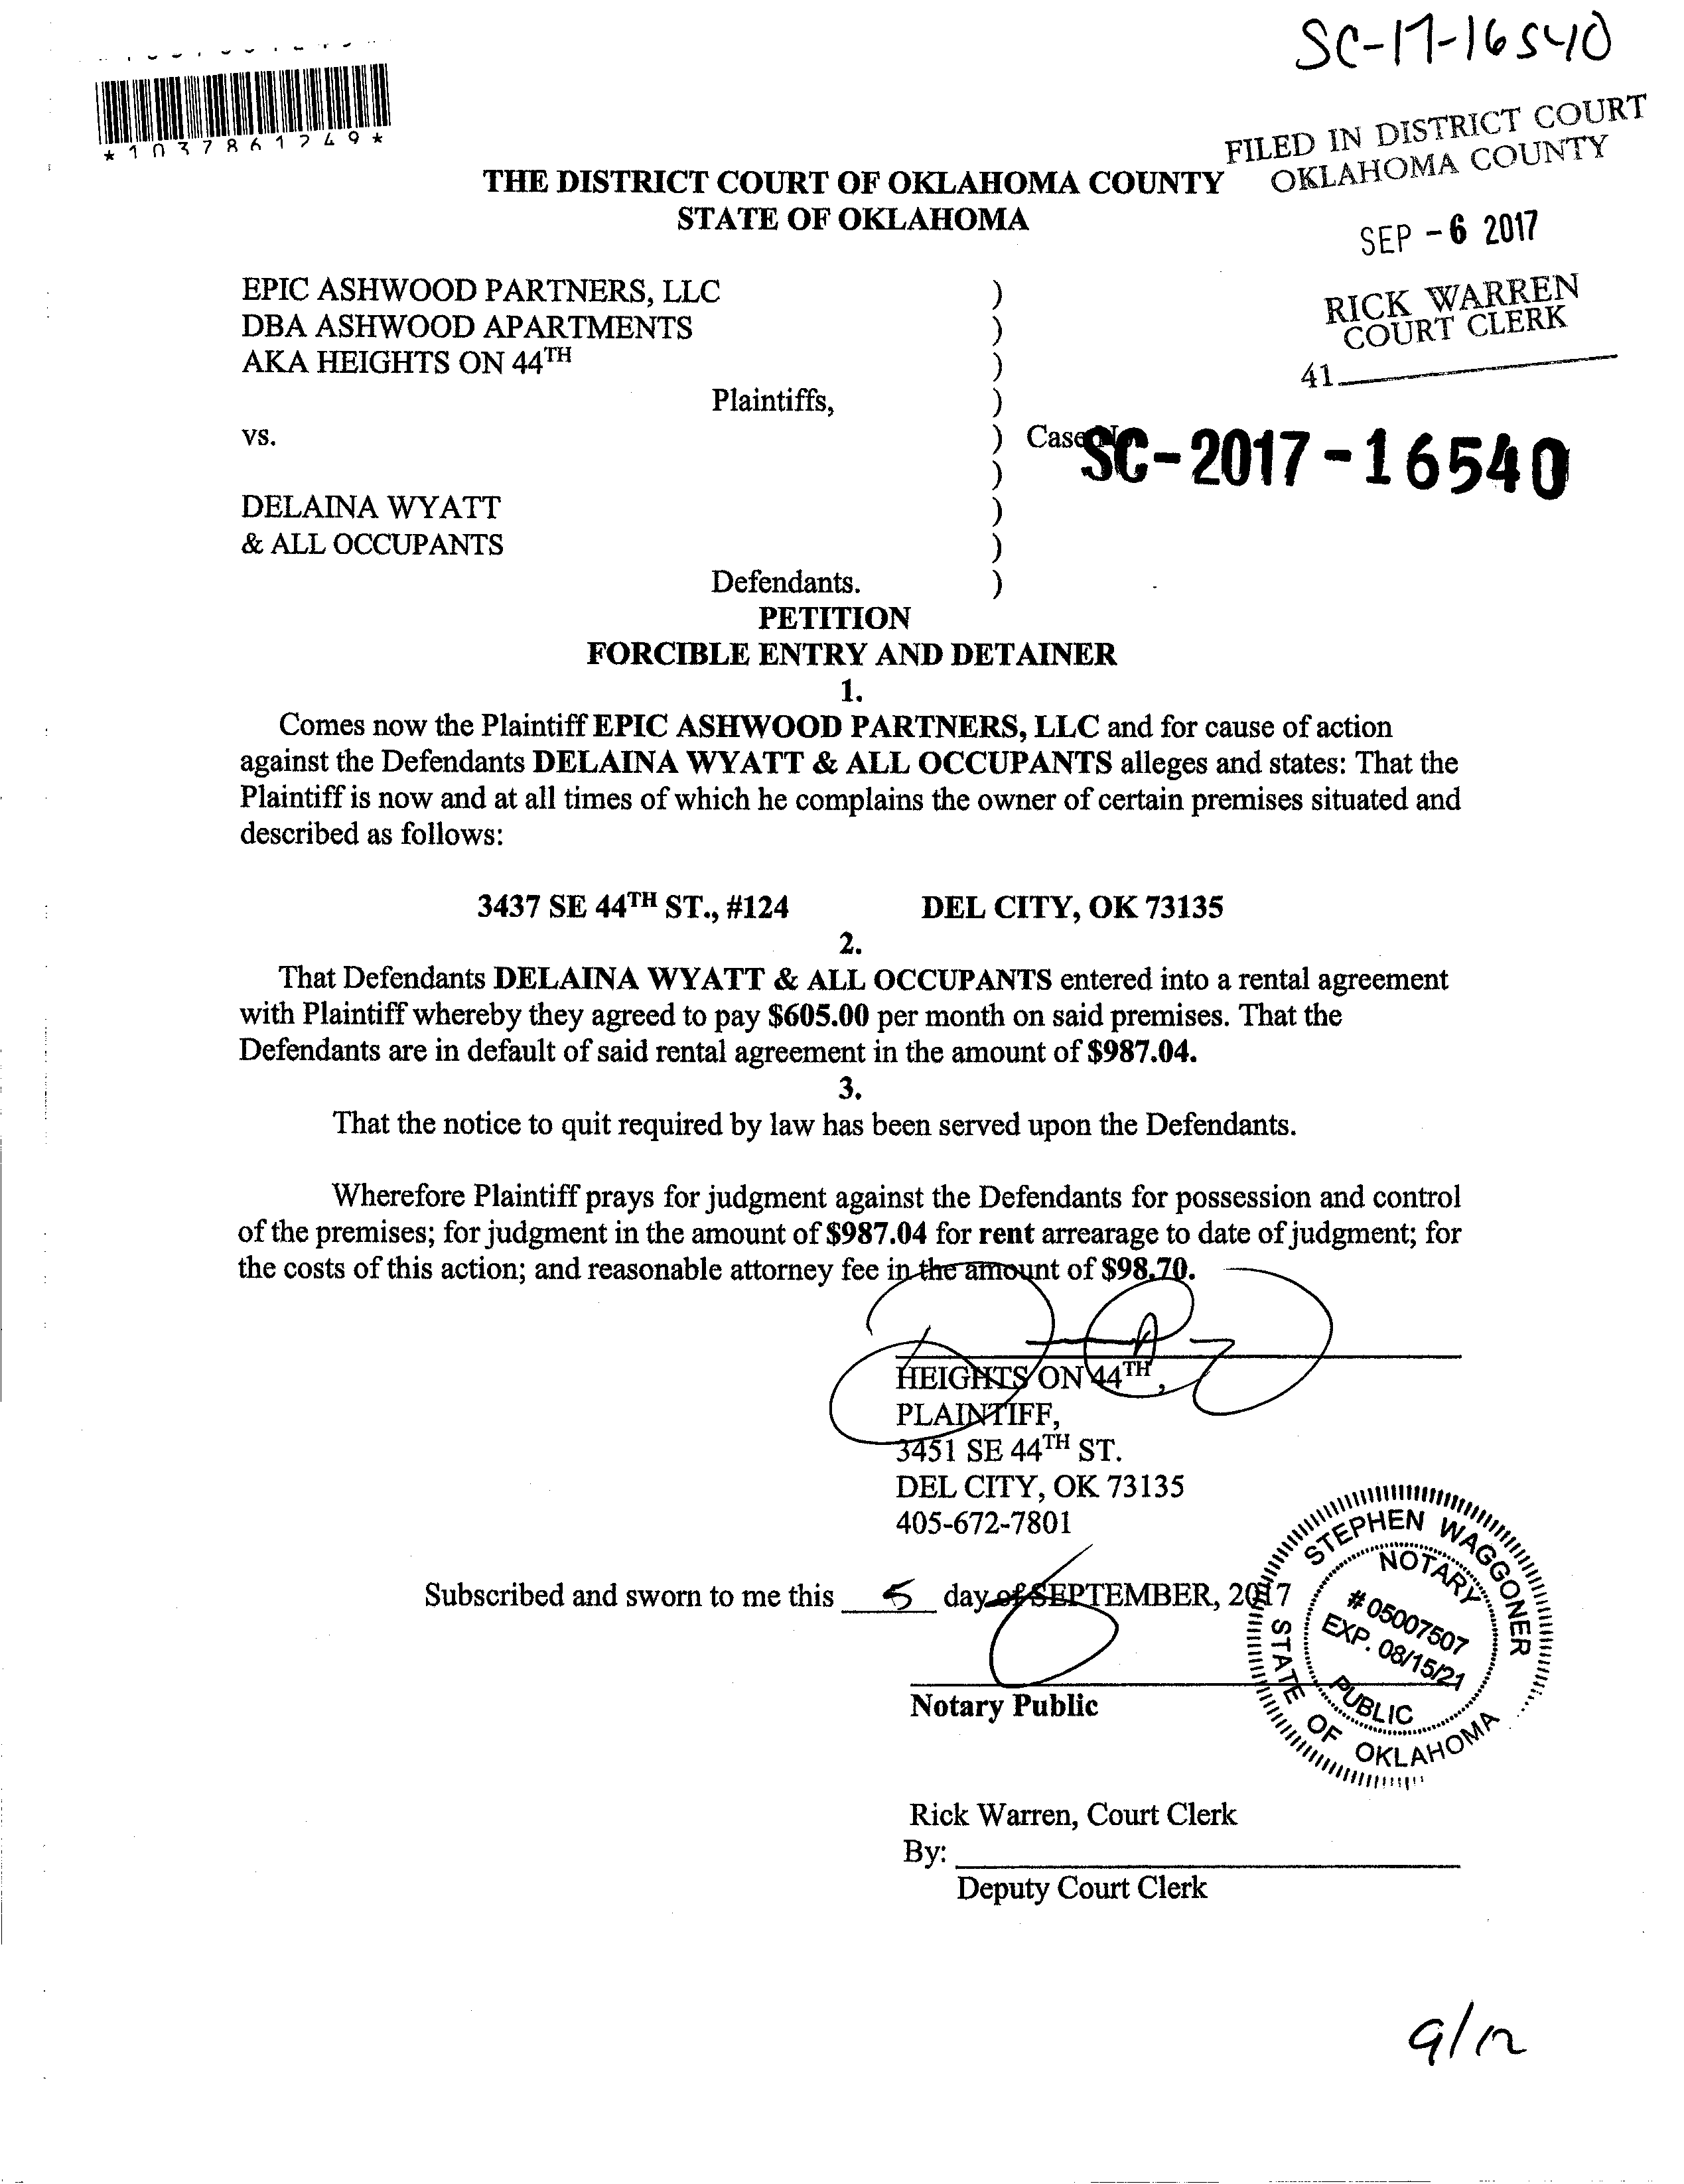 SC-17-16540
*1037861249*
FILED IN DISTRICT COURT
OKLAHOMA COUNTY
THE DISTRICT COURT OF OKLAHOMA COUNTY
STATE OF OKLAHOMA
SEP - 6 2017
RICK WARREN
COURT CLERK
41
EPIC ASHWOOD PARTNERS, LLC )
DBA ASHWOOD APARTMENTS )
AKA HEIGHTS ON 44TH )
Plaintiffs, )
vs. ) Case No. SC-2017-16540
)
DELAINA WYATT )
& ALL OCCUPANTS )
Defendants. )
PETITION
FORCIBLE ENTRY AND DETAINER
1.
Comes now the Plaintiff EPIC ASHWOOD PARTNERS, LLC and for cause of action
against the Defendants DELAINA WYATT & ALL OCCUPANTS alleges and states: That the
Plaintiff is now and at all times of which he complains the owner of certain premises situated and
described as follows:
3437 SE 44TH ST., #124 DEL CITY, OK 73135
2.
That Defendants DELAINA WYATT & ALL OCCUPANTS entered into a rental agreement
with Plaintiff whereby they agreed to pay $605.00 per month on said premises. That the
Defendants are in default of said rental agreement in the amount of $987.04.
3.
That the notice to quit required by law has been served upon the Defendants.
Wherefore Plaintiff prays for judgment against the Defendants for possession and control
of the premises; for judgment in the amount of $987.04 for rent arrearage to date of judgment; for
the costs of this action; and reasonable attorney fee in the amount of $98.70.
HEIGHTS ON 44TH,
PLAINTIFF,
3451 SE 44TH ST.
DEL CITY, OK 73135
405-672-7801
Subscribed and sworn to me this 5 day of SEPTEMBER, 2017
Notary Public
STEPHEN WAGGONER
NOTARY
# 05007507
EXP. 08/15/21
PUBLIC
STATE OF OKLAHOMA
Rick Warren, Court Clerk
By:
Deputy Court Clerk
9/12